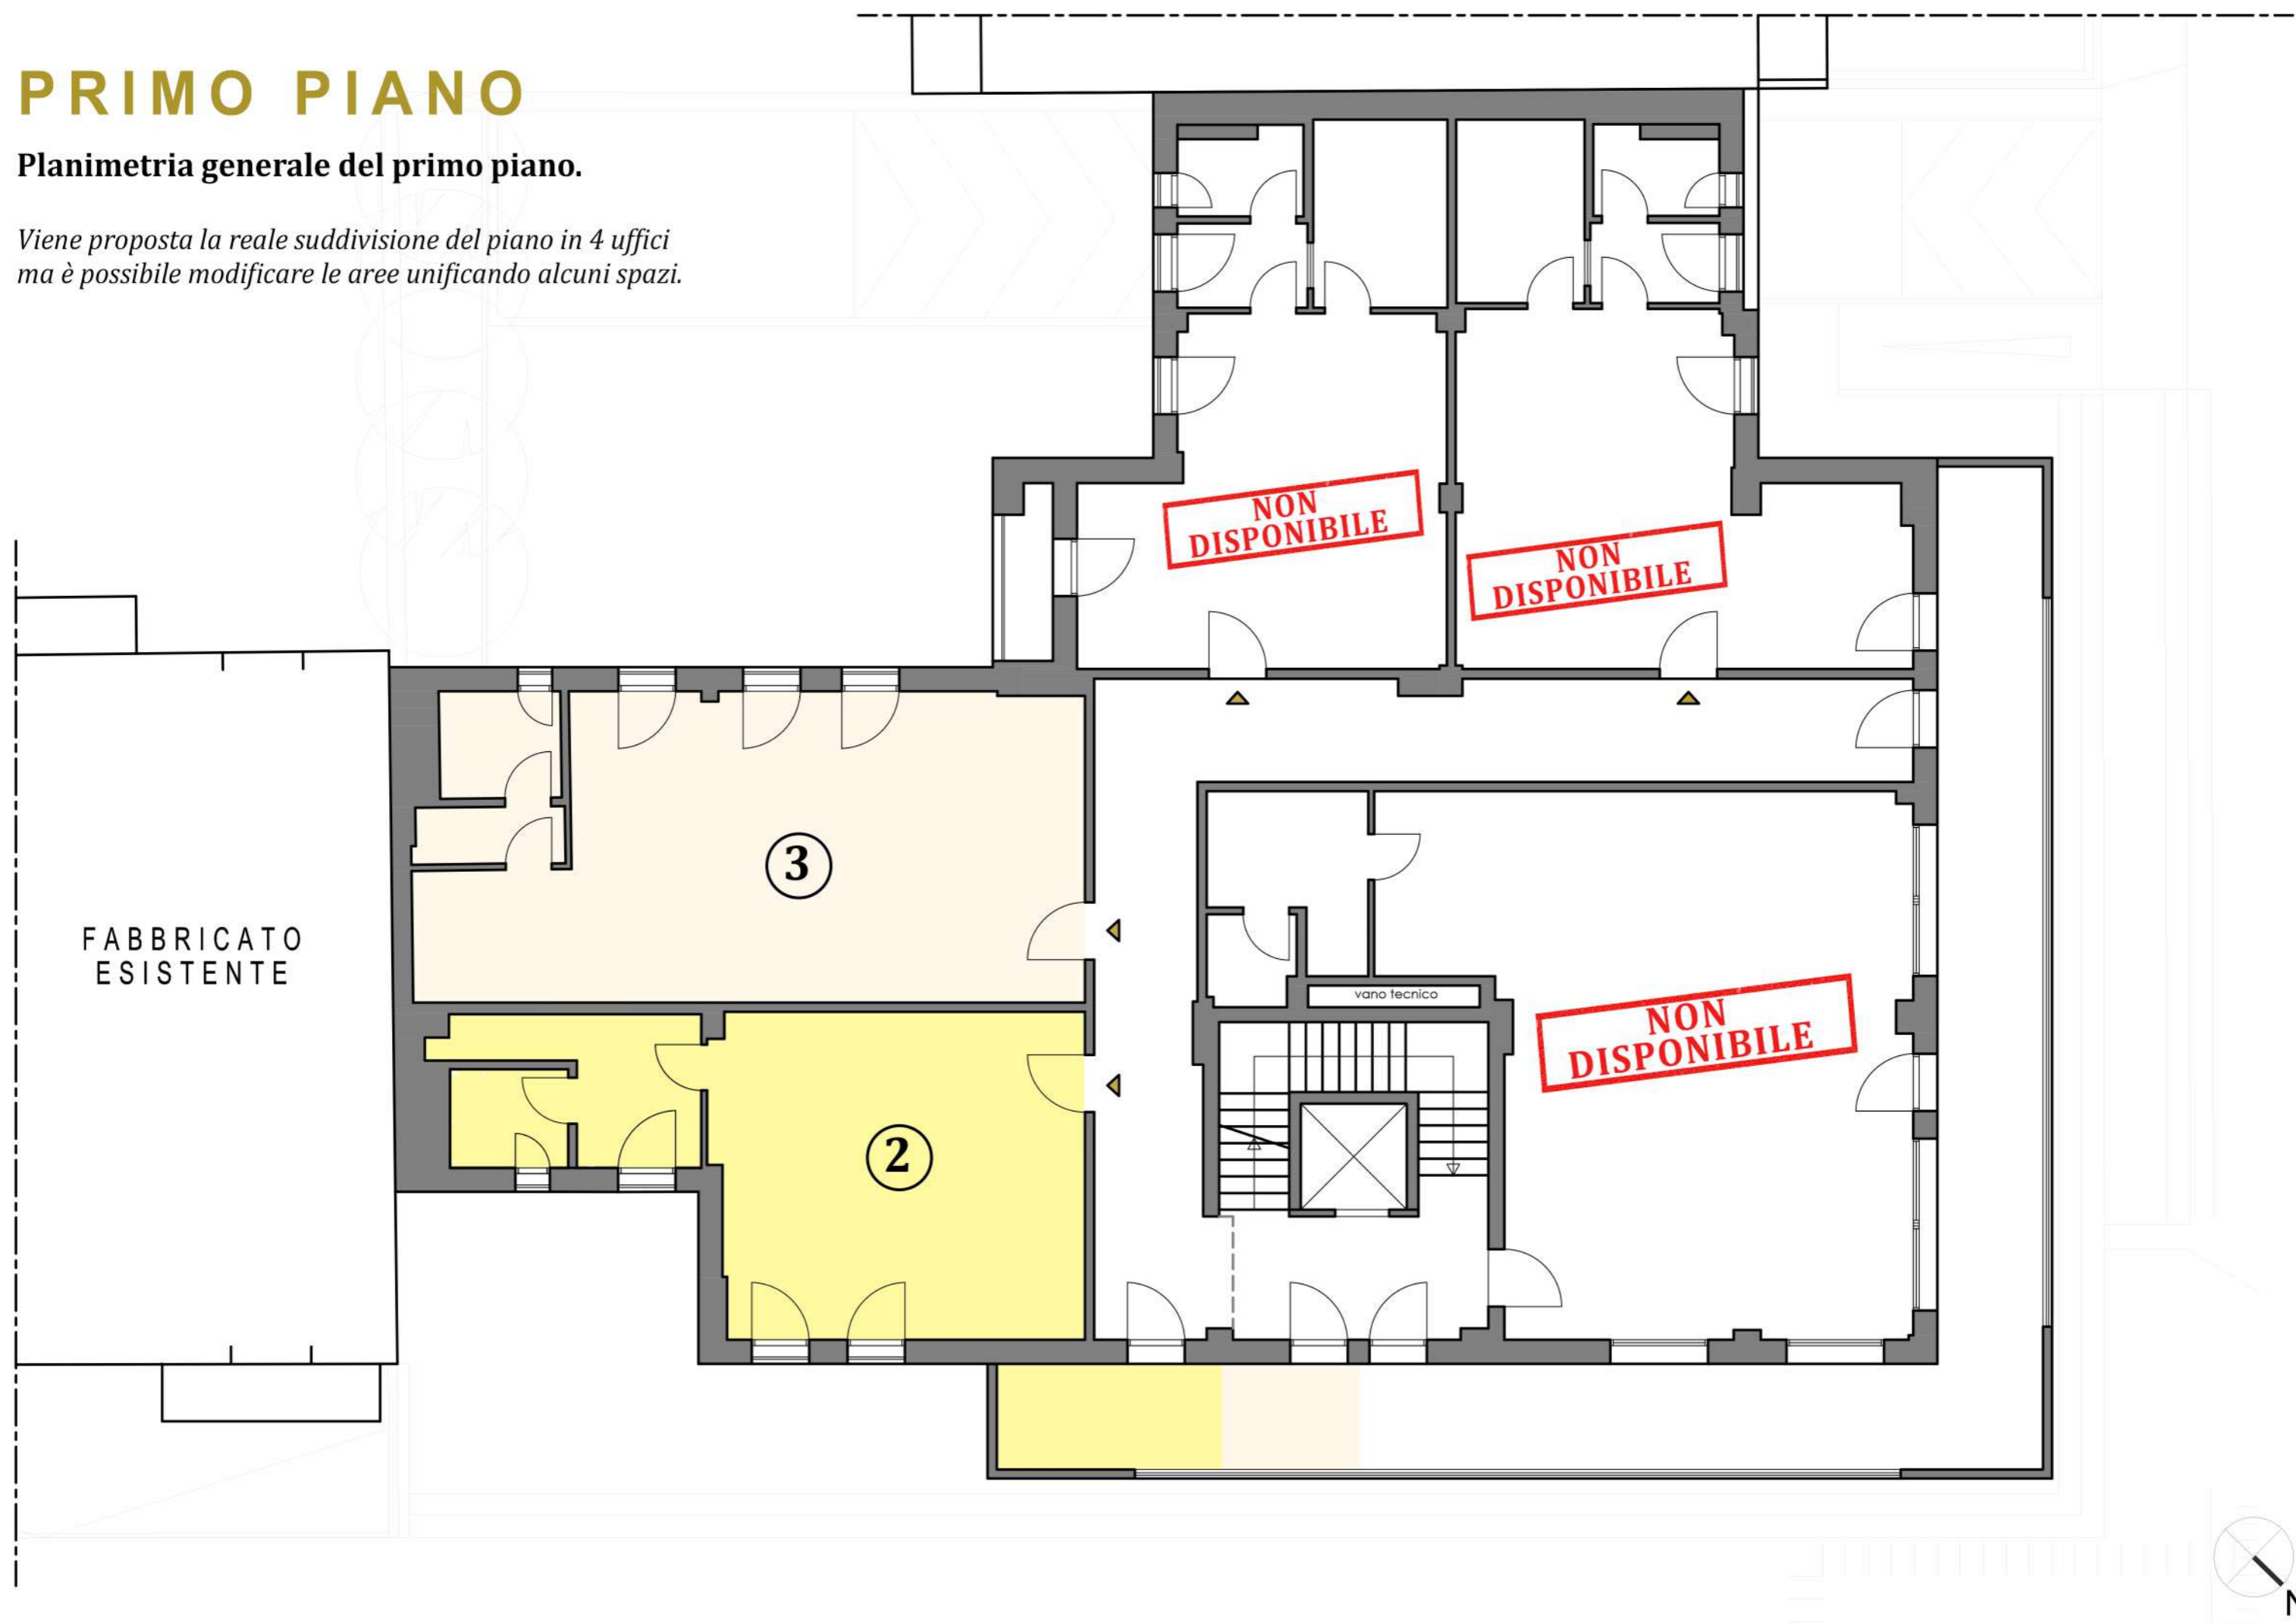 PRIMO PIANO
Planimetria generale del primo piano.
Viene proposta la reale suddivisione del piano in 4 uffici
ma è possibile modificare le aree unificando alcuni spazi.
NON
DISPONIBILE
NON
DISPONIBILE
3
FABBRICATO
ESISTENTE
vano tecnico
NON
DISPONIBILE
2
N